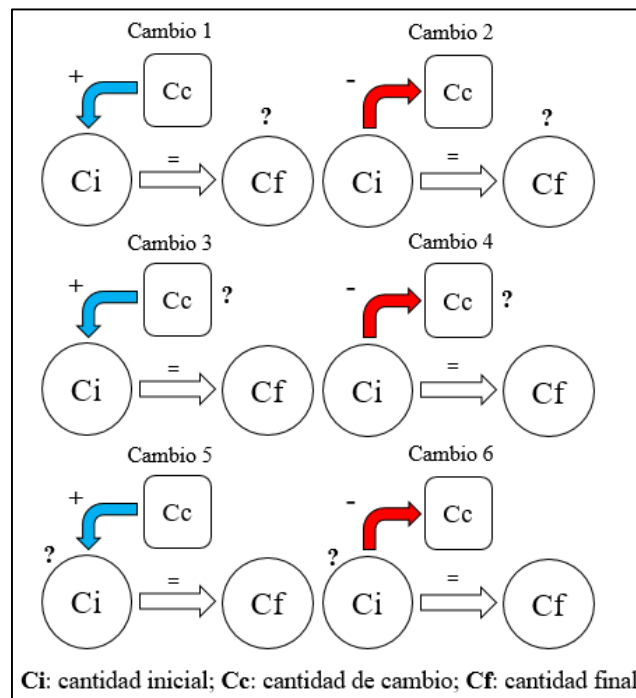 Cambio 1
+
Cc
?
Ci
=
Cf
Cambio 2
-
Cc
?
Ci
=
Cf
Cambio 3
+
Cc
?
Ci
=
Cf
Cambio 4
-
Cc
?
Ci
=
Cf
Cambio 5
+
Cc
?
Ci
=
Cf
Cambio 6
-
Cc
?
Ci
=
Cf
Ci: cantidad inicial; Cc: cantidad de cambio; Cf: cantidad final